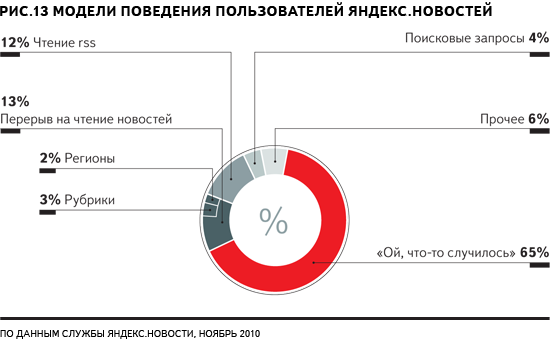 РИС.13 МОДЕЛИ ПОВЕДЕНИЯ ПОЛЬЗОВАТЕЛЕЙ ЯНДЕКС.НОВОСТЕЙ
12% Чтение rss
Поисковые запросы 4%
13%
Перерыв на чтение новостей
Прочее 6%
2% Регионы
3% Рубрики
%
«Ой, что-то случилось» 65%
ПО ДАННЫМ СЛУЖБЫ ЯНДЕКС.НОВОСТИ, НОЯБРЬ 2010